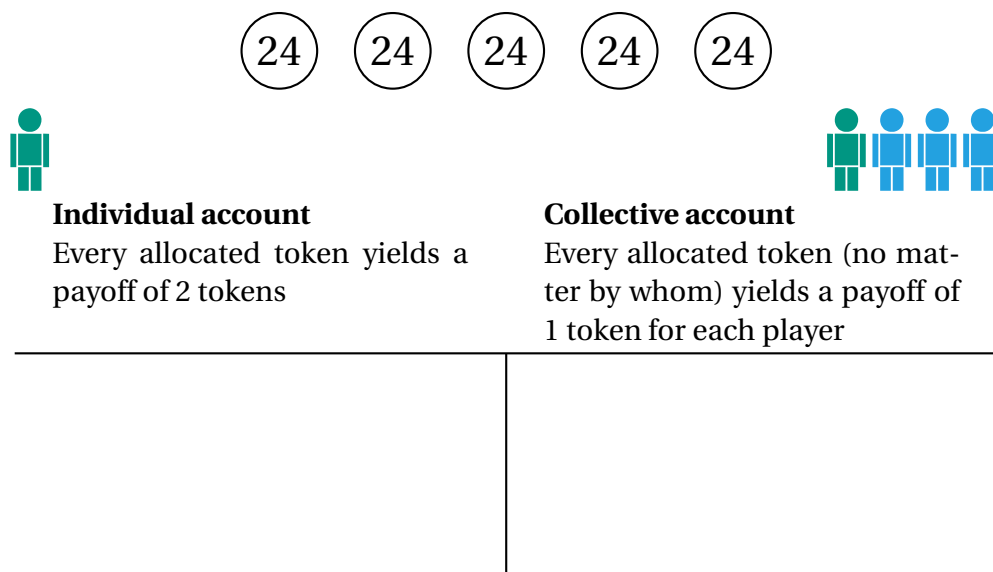 24 24 24 24 24
Individual account
Every allocated token yields a
payoff of 2 tokens
Collective account
Every allocated token (no mat-
ter by whom) yields a payoff of
1 token for each player